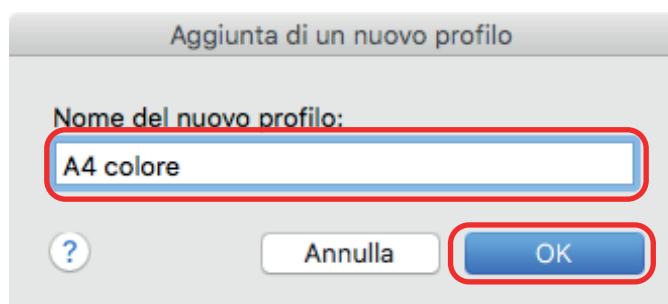 Aggiunta di un nuovo profilo
Nome del nuovo profilo:
A4 colore
? Annulla OK